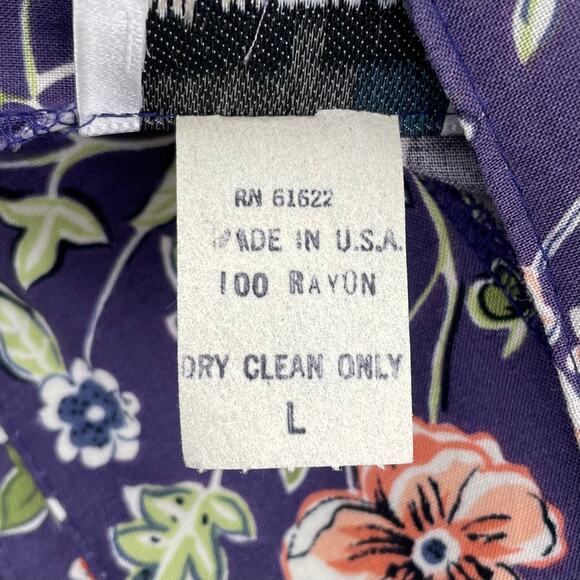 RN 61622
MADE IN U.S.A.
100 RAYON
DRY CLEAN ONLY
L